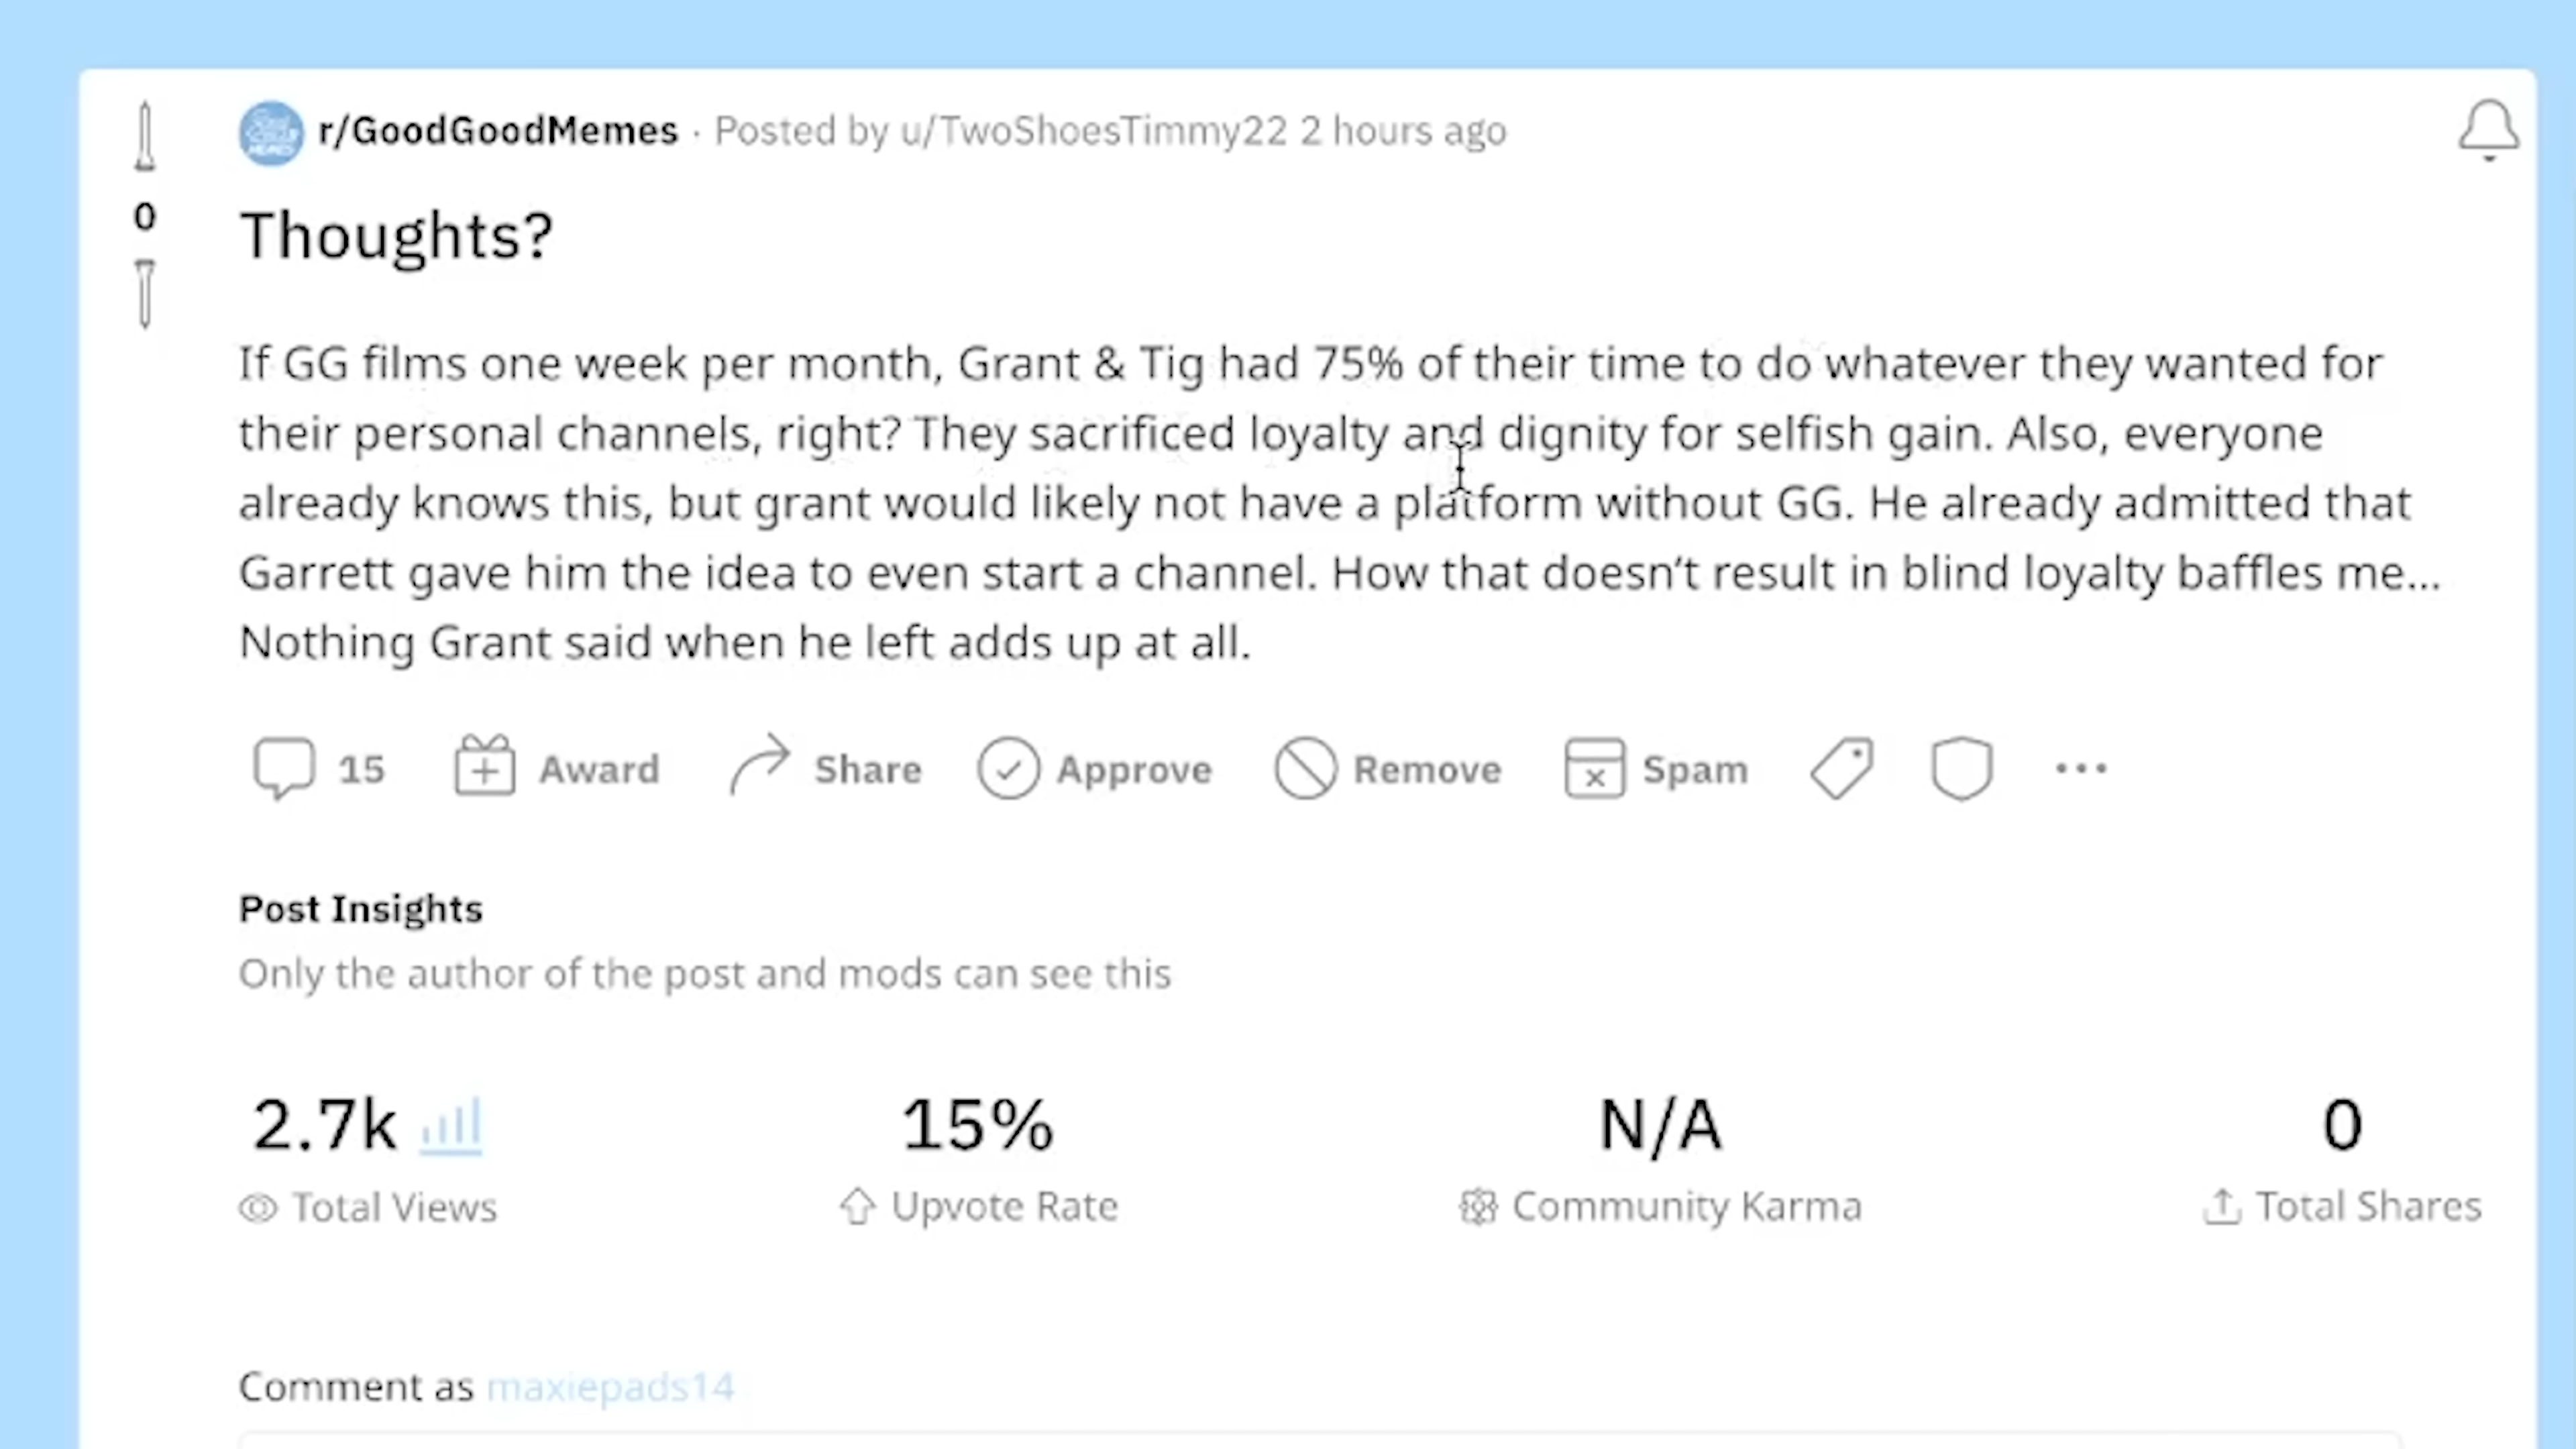 r/GoodGoodMemes · Posted by u/TwoShoesTimmy22 2 hours ago
0
Thoughts?
If GG films one week per month, Grant & Tig had 75% of their time to do whatever they wanted for
their personal channels, right? They sacrificed loyalty and dignity for selfish gain. Also, everyone
already knows this, but grant would likely not have a platform without GG. He already admitted that
Garrett gave him the idea to even start a channel. How that doesn't result in blind loyalty baffles me...
Nothing Grant said when he left adds up at all.
15 Award Share Approve Remove Spam ...
Post Insights
Only the author of the post and mods can see this
2.7k 15% N/A 0
Total Views Upvote Rate Community Karma Total Shares
Comment as maxiepads14